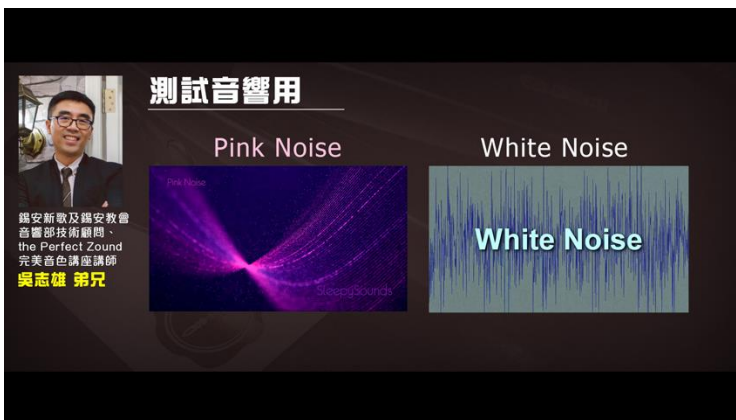 測試音響用
Pink Noise
White Noise
Pink Noise
SleepySounds
White Noise
錫安新歌及錫安教會
音響部技術顧問、
the Perfect Zound
完美音色講座講師
吳志雄 弟兄